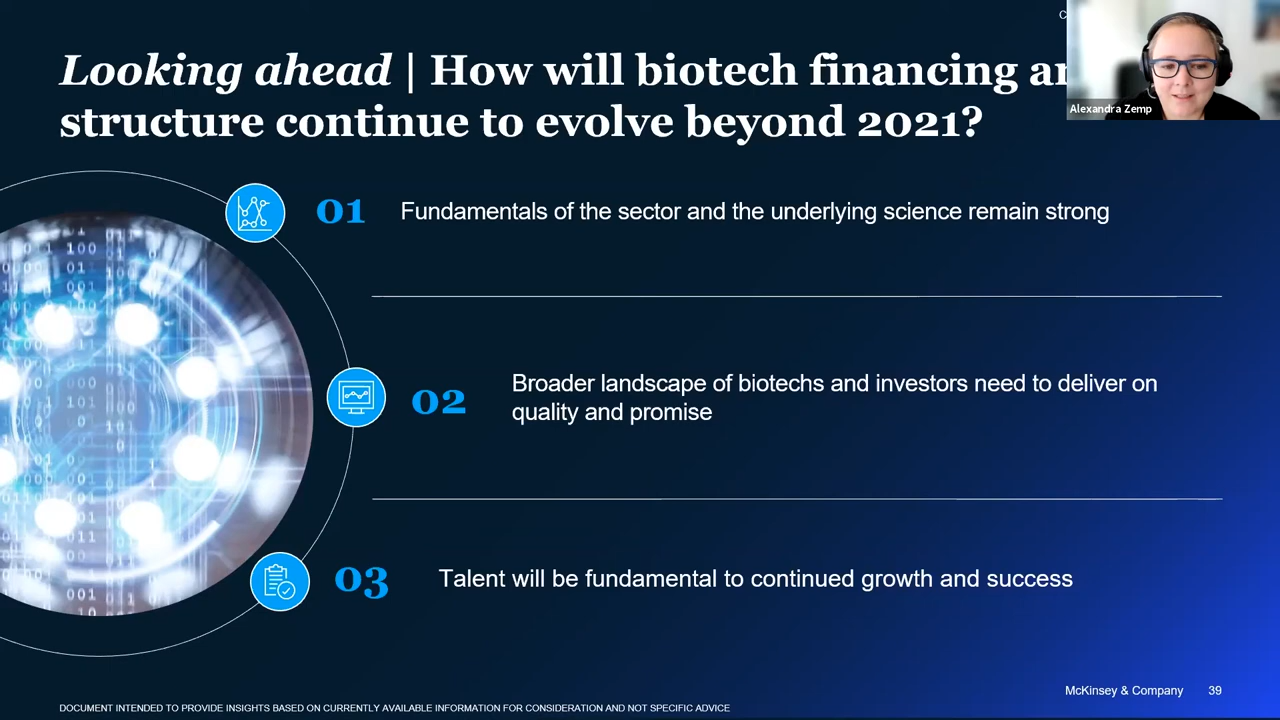 Looking ahead | How will biotech financing
structure continue to evolve beyond 2021?
Alexandra Zemp
01 Fundamentals of the sector and the underlying science remain strong
02 Broader landscape of biotechs and investors need to deliver on
quality and promise
03 Talent will be fundamental to continued growth and success
McKinsey & Company 39
DOCUMENT INTENDED TO PROVIDE INSIGHTS BASED ON CURRENTLY AVAILABLE INFORMATION FOR CONSIDERATION AND NOT SPECIFIC ADVICE